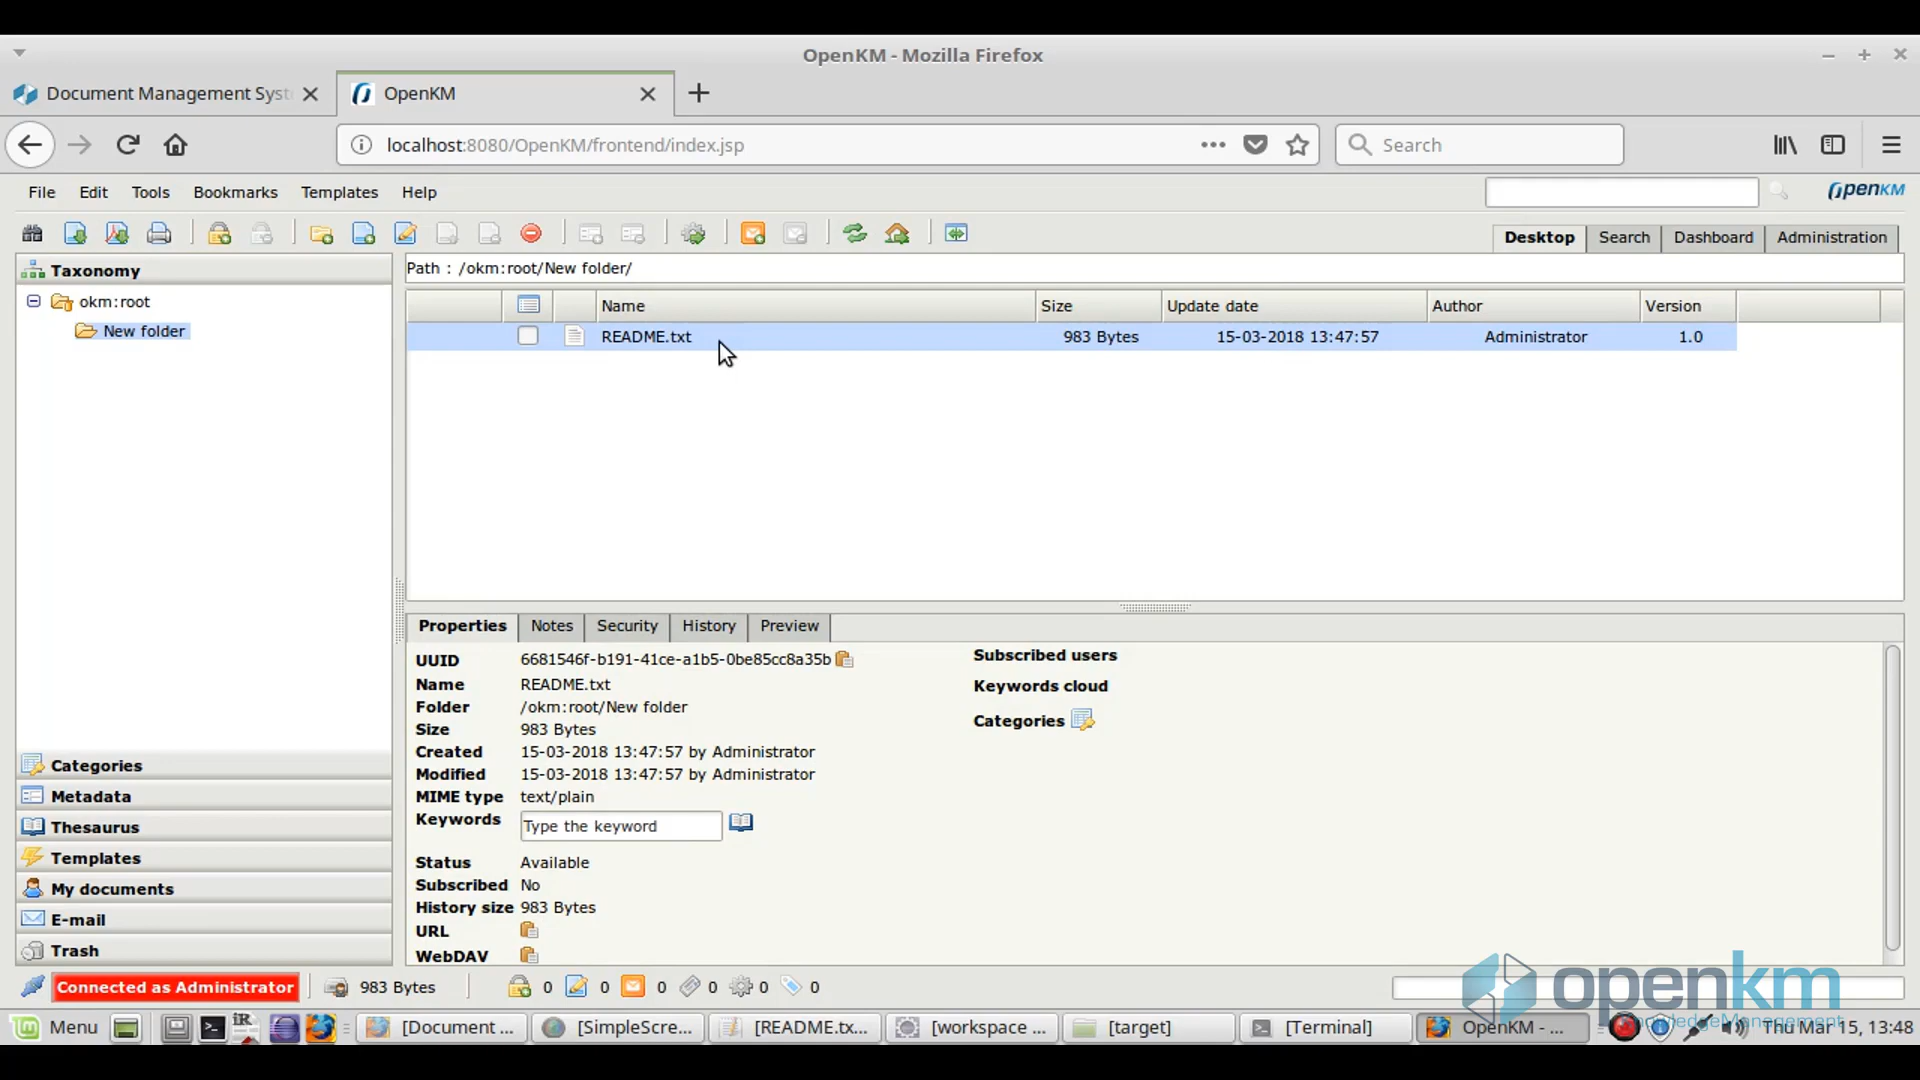 OpenKM - Mozilla Firefox
Document Management Syst
OpenKM
localhost:8080/OpenKM/frontend/index.jsp
Search
File Edit Tools Bookmarks Templates Help
OpenKM
Desktop Search Dashboard Administration
Taxonomy
Path : /okm:root/New folder/
okm:root
New folder
Name Size Update date Author Version
README.txt 983 Bytes 15-03-2018 13:47:57 Administrator 1.0
Properties Notes Security History Preview
UUID 6681546f-b191-41ce-a1b5-0be85cc8a35b
Name README.txt
Folder /okm:root/New folder
Size 983 Bytes
Created 15-03-2018 13:47:57 by Administrator
Modified 15-03-2018 13:47:57 by Administrator
MIME type text/plain
Keywords Type the keyword
Status Available
Subscribed No
History size 983 Bytes
URL
WebDAV
Subscribed users
Keywords cloud
Categories
Categories
Metadata
Thesaurus
Templates
My documents
E-mail
Trash
Connected as Administrator 983 Bytes 0 0 0 0 0 0
openkm
Menu [Document ... [SimpleScre... [README.tx... [workspace ... [target] [Terminal] OpenKM - ... Thu Mar 15, 13:48